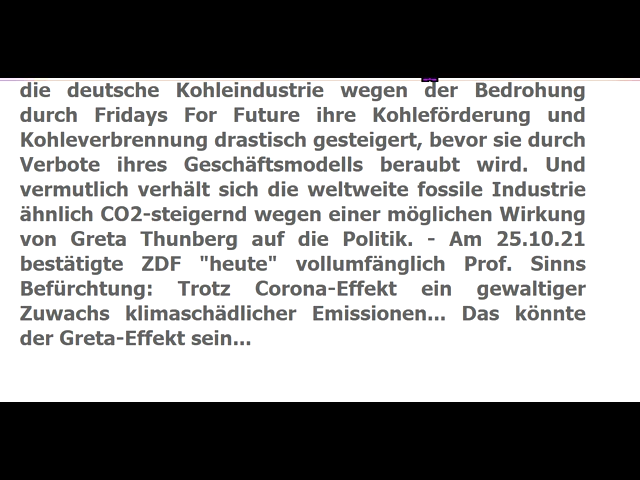 die deutsche Kohleindustrie wegen der Bedrohung
durch Fridays For Future ihre Kohleförderung und
Kohleverbrennung drastisch gesteigert, bevor sie durch
Verbote ihres Geschäftsmodells beraubt wird. Und
vermutlich verhält sich die weltweite fossile Industrie
ähnlich CO2-steigernd wegen einer möglichen Wirkung
von Greta Thunberg auf die Politik. - Am 25.10.21
bestätigte ZDF "heute" vollumfänglich Prof. Sinns
Befürchtung: Trotz Corona-Effekt ein gewaltiger
Zuwachs klimaschädlicher Emissionen... Das könnte
der Greta-Effekt sein...